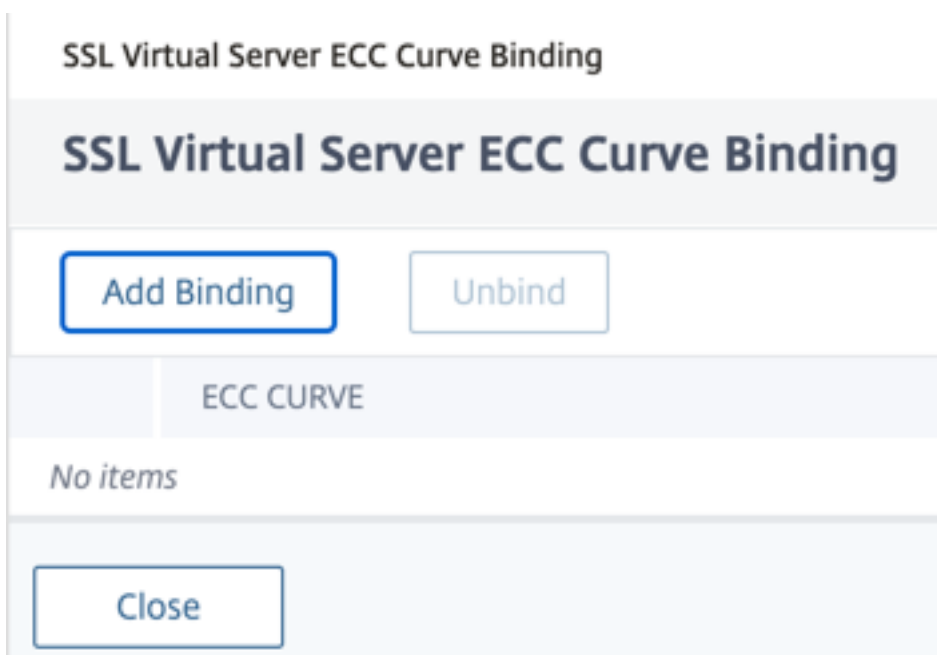 SSL Virtual Server ECC Curve Binding
SSL Virtual Server ECC Curve Binding
Add Binding Unbind
ECC CURVE
No items
Close